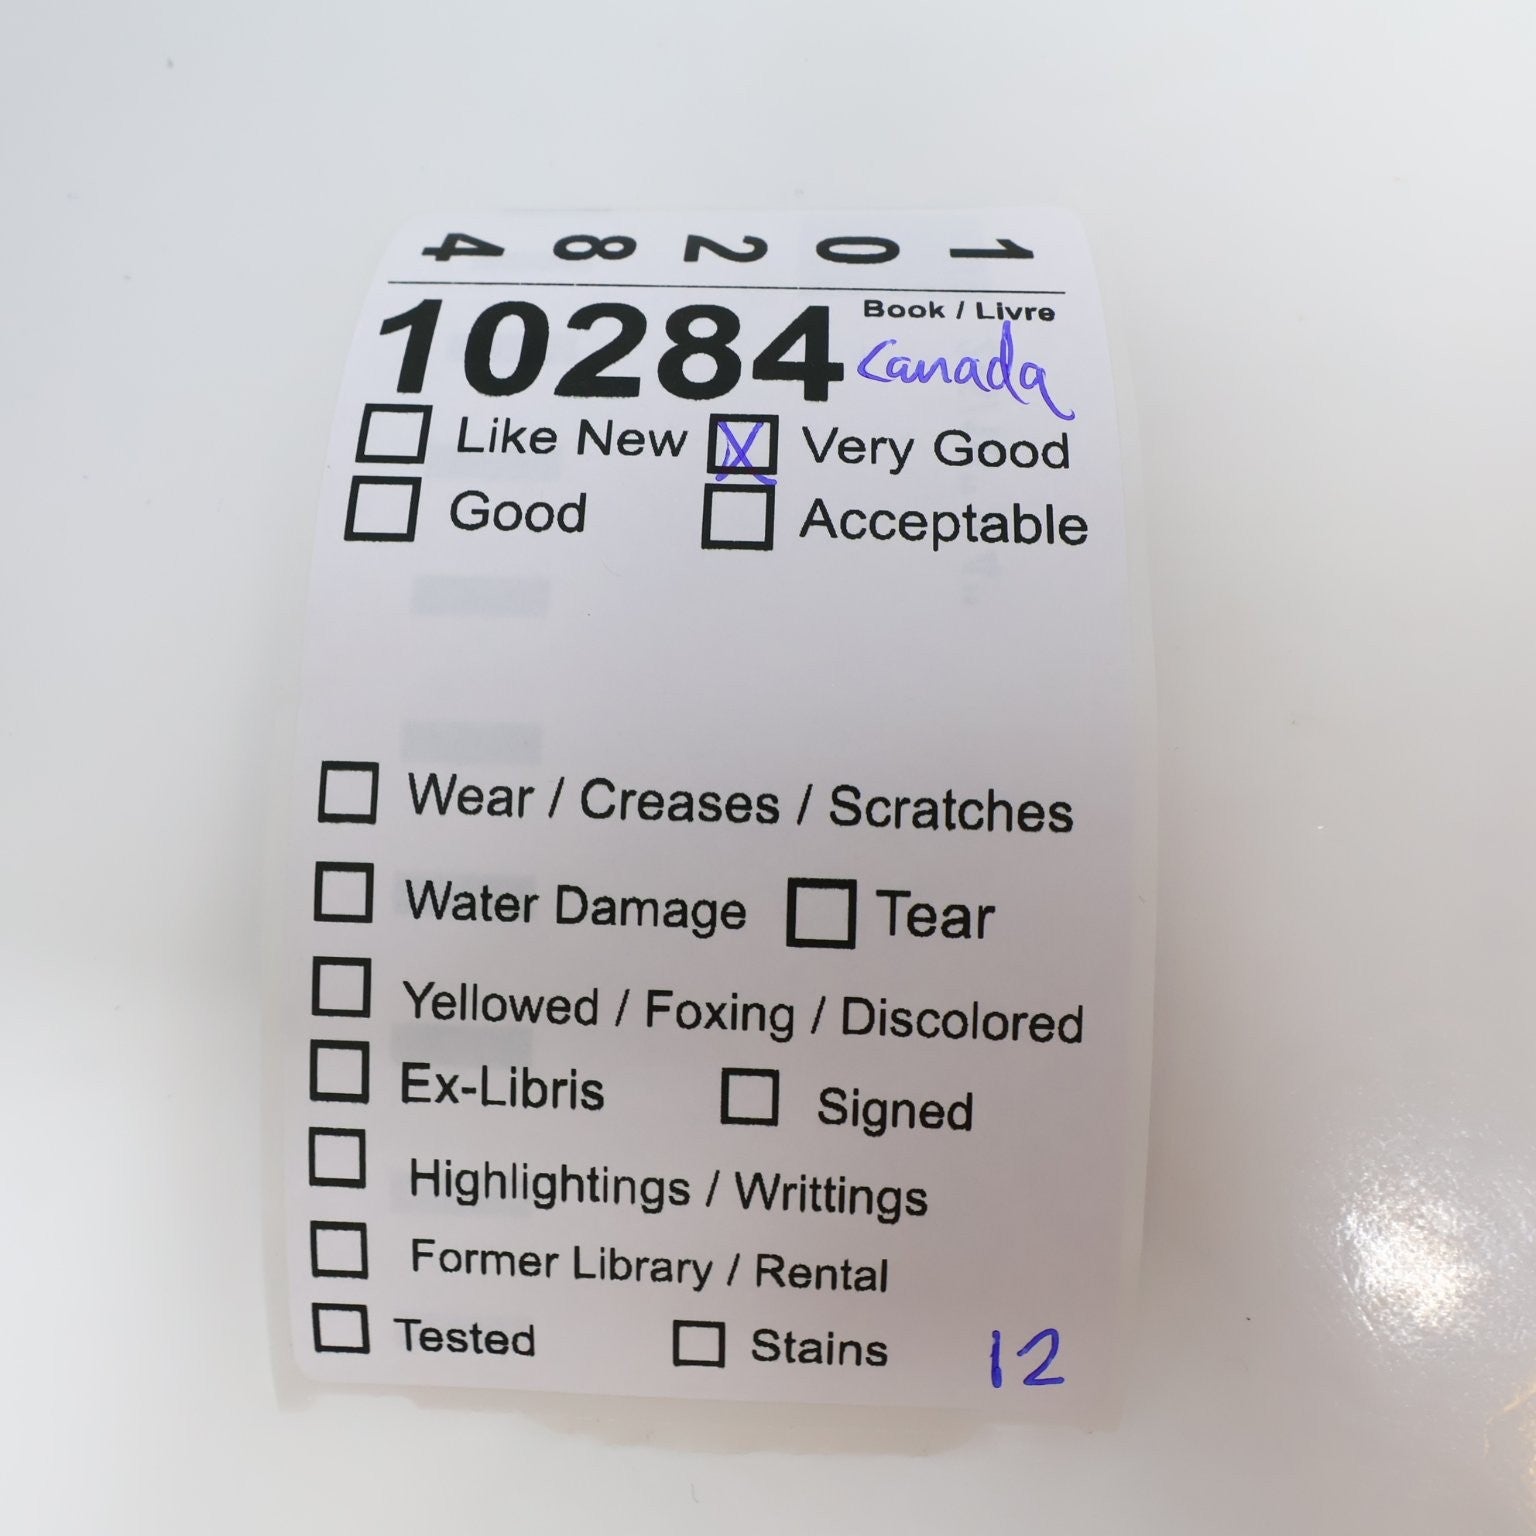 10284
10284 Book / Livre
Canada
Like New X Very Good
Good Acceptable
Wear / Creases / Scratches
Water Damage Tear
Yellowed / Foxing / Discolored
Ex-Libris Signed
Highlightings / Writtings
Former Library / Rental
Tested Stains 12